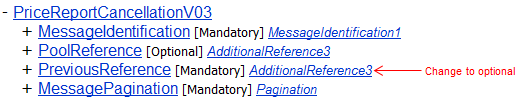 - PriceReportCancellationV03
+ MessageIdentification [Mandatory] MessageIdentification1
+ PoolReference [Optional] AdditionalReference3
+ PreviousReference [Mandatory] AdditionalReference3 Change to optional
+ MessagePagination [Mandatory] Pagination